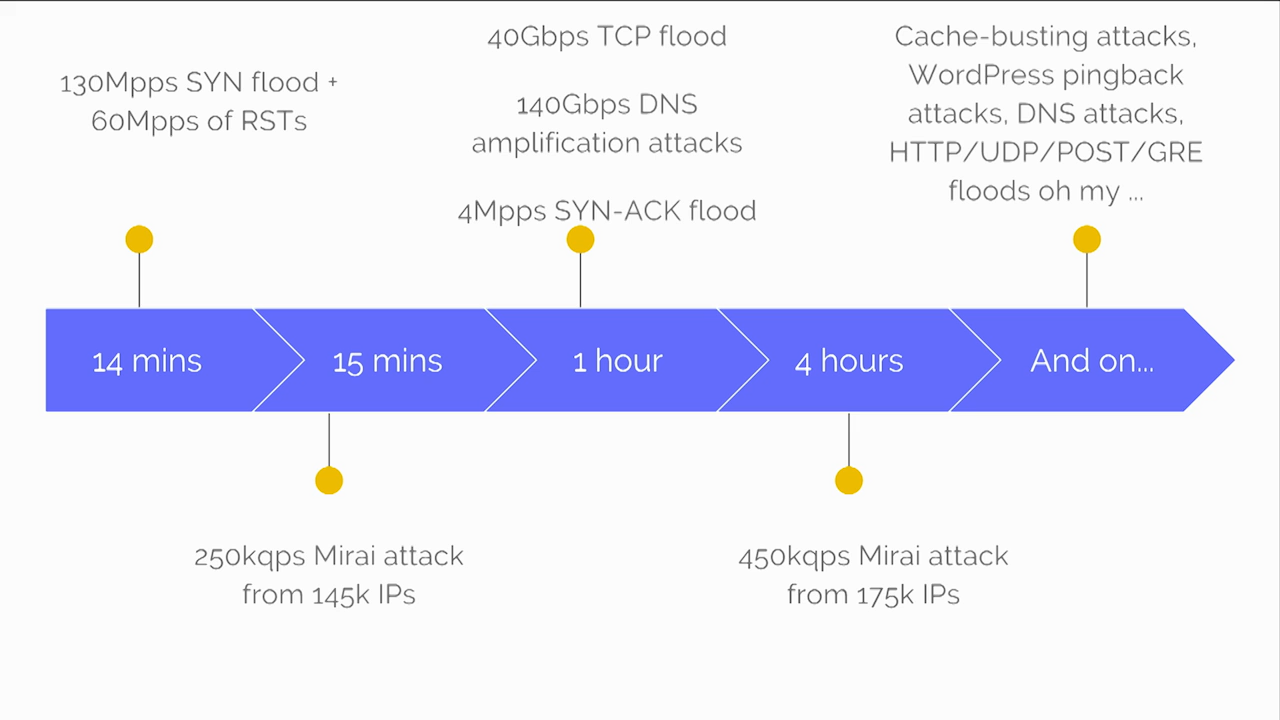 130Mpps SYN flood +
60Mpps of RSTs
40Gbps TCP flood
140Gbps DNS
amplification attacks
4Mpps SYN-ACK flood
Cache-busting attacks,
WordPress pingback
attacks, DNS attacks,
HTTP/UDP/POST/GRE
floods oh my ...
14 mins
15 mins
1 hour
4 hours
And on...
250kqps Mirai attack
from 145k IPs
450kqps Mirai attack
from 175k IPs